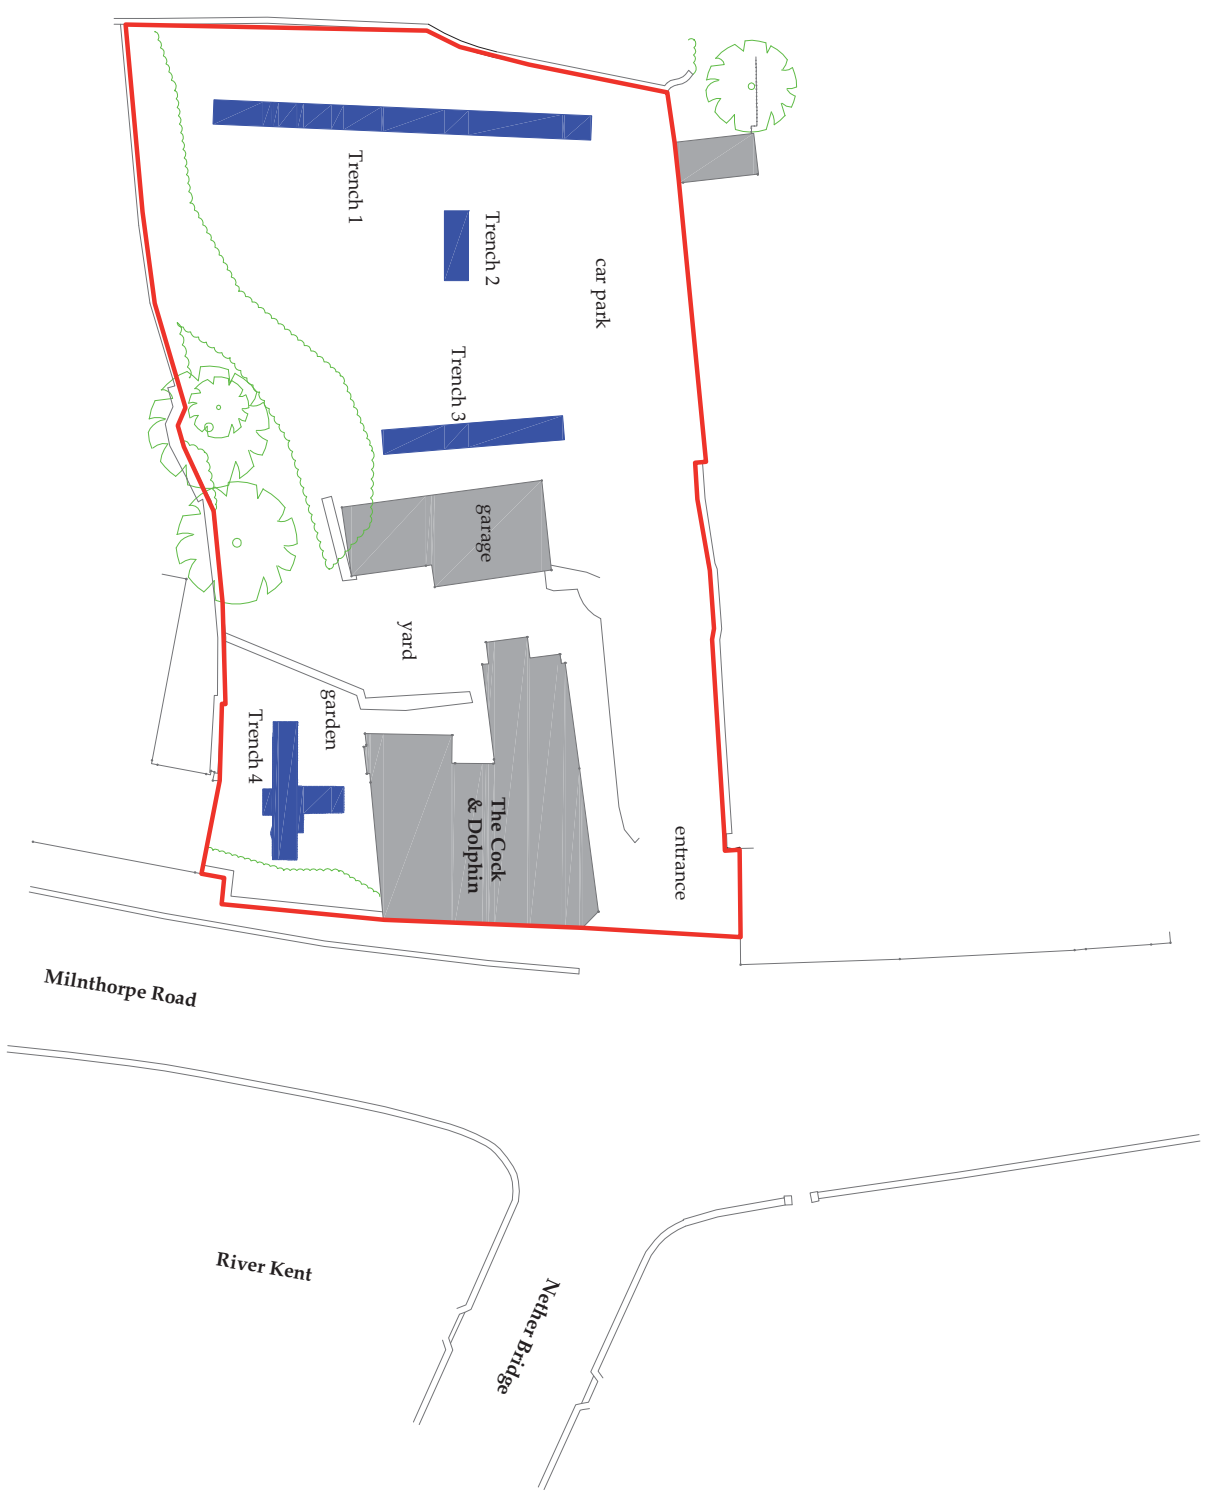 Trench 1
Trench 2
car park
Trench 3
garage
yard
garden
Trench 4
The Cock
& Dolphin
entrance
Milnthorpe Road
River Kent
Nether Bridge